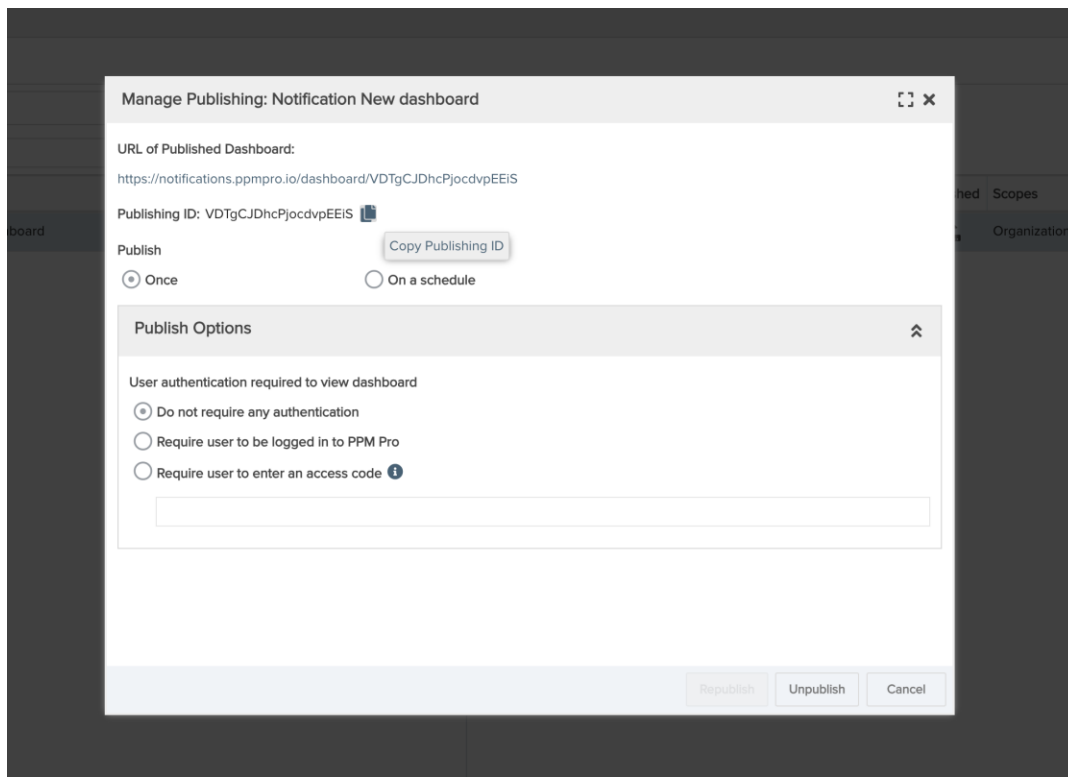 Manage Publishing: Notification New dashboard
URL of Published Dashboard:
https://notifications.ppmpro.io/dashboard/VDTgCJDhcPjocdvpEEiS
hed Scopes
Publishing ID: VDTgCJDhcPjocdvpEEiS
board
Organization
Copy Publishing ID
Publish
Once On a schedule
Publish Options
User authentication required to view dashboard
Do not require any authentication
Require user to be logged in to PPM Pro
Require user to enter an access code
Republish Unpublish Cancel